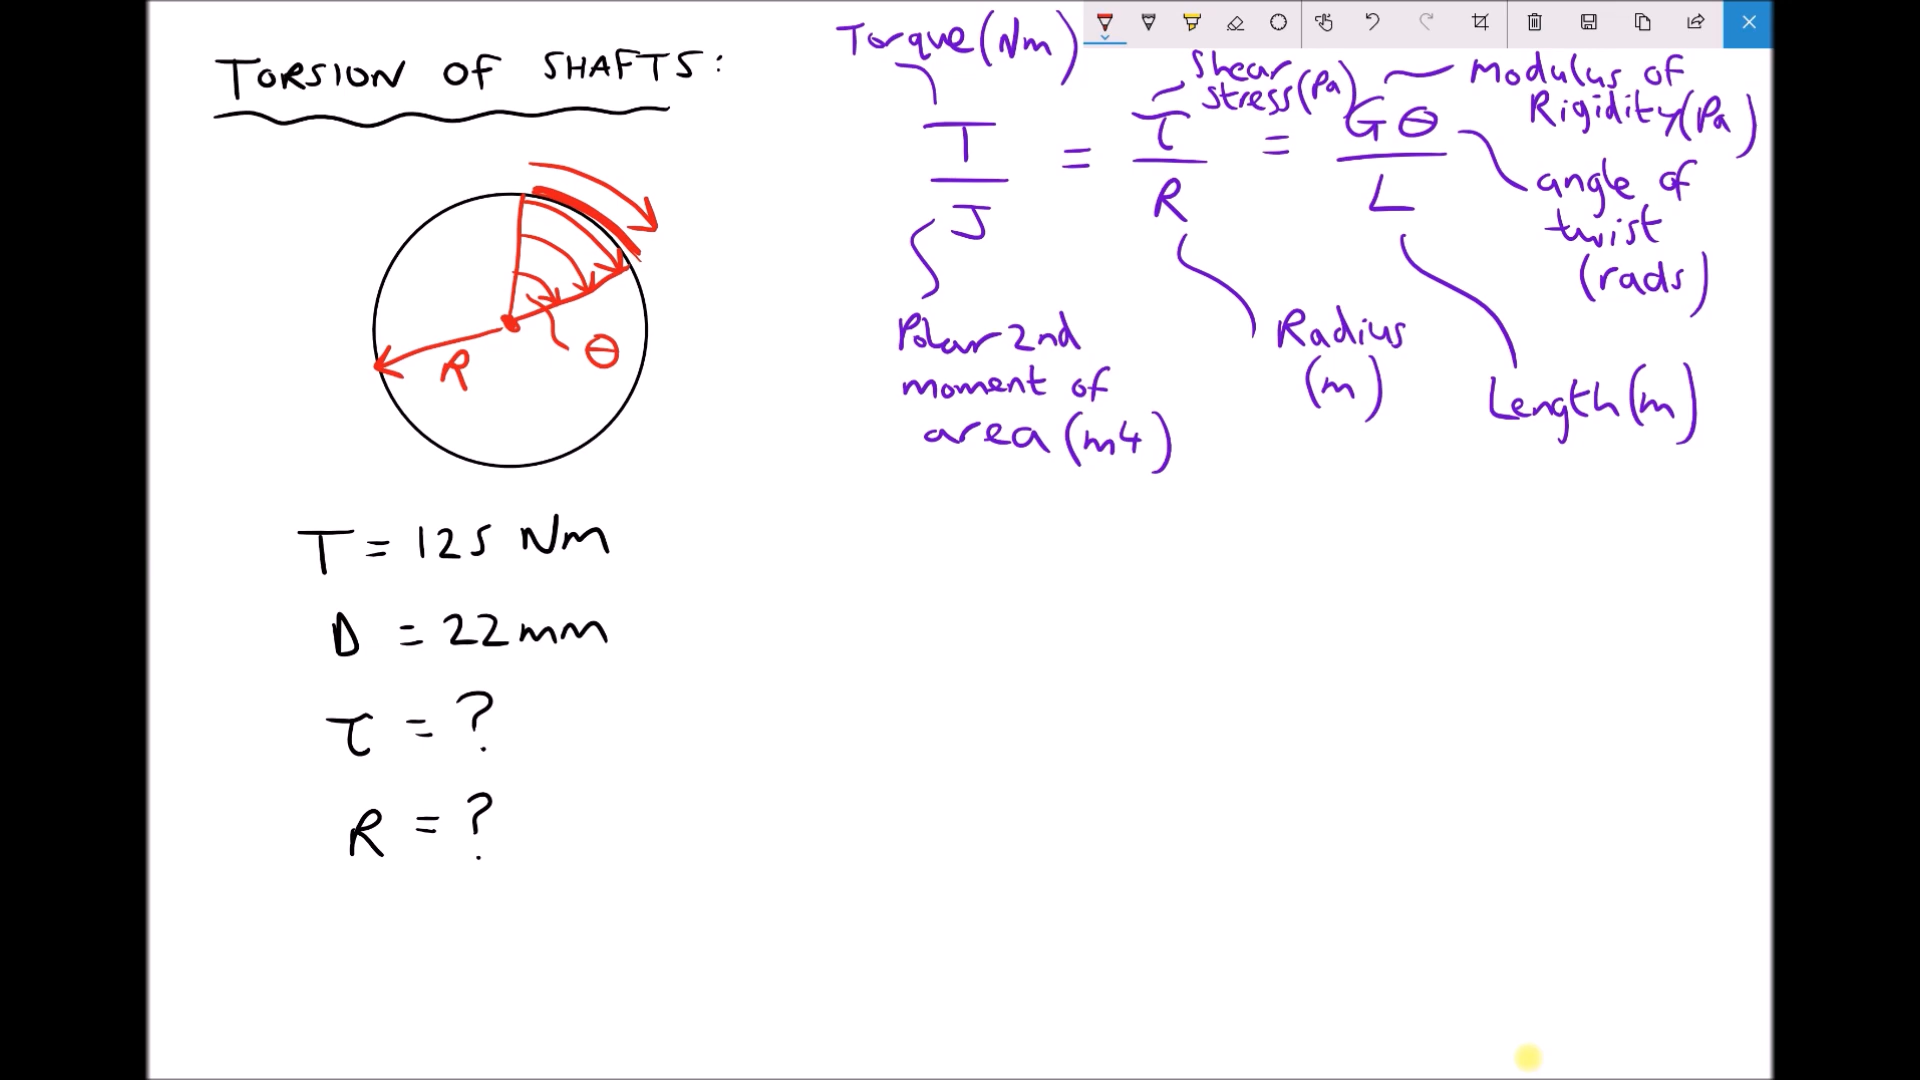 TORSION OF SHAFTS:
R
θ
T = 125 Nm
D = 22mm
τ = ?
R = ?
Torque (Nm)
Shear
stress (Pa)
Modulus of
Rigidity (Pa)
T
J
=
τ
R
=
Gθ
L
angle of
twist
(rads)
Polar 2nd
moment of
area (m4)
Radius
(m)
Length (m)